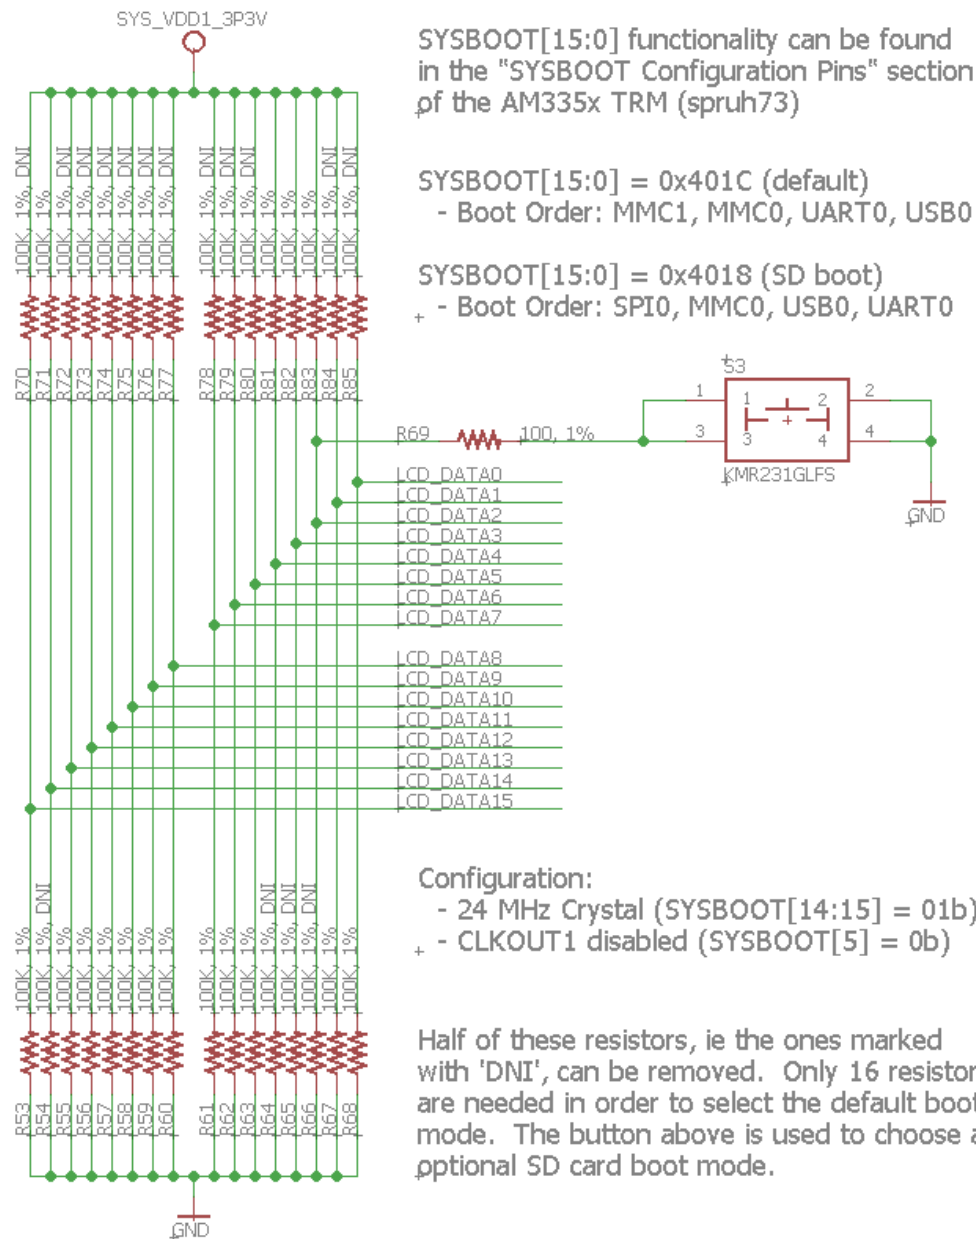 SYS_VDD1_3P3V
SYSBOOT[15:0] functionality can be found
in the "SYSBOOT Configuration Pins" section
of the AM335x TRM (spruh73)
SYSBOOT[15:0] = 0x401C (default)
- Boot Order: MMC1, MMC0, UART0, USB0
SYSBOOT[15:0] = 0x4018 (SD boot)
- Boot Order: SPI0, MMC0, USB0, UART0
100K, 1%, DNI
100K, 1%
100K, 1%, DNI
100K, 1%, DNI
100K, 1%, DNI
100K, 1%, DNI
100K, 1%, DNI
100K, 1%, DNI
100K, 1%, DNI
100K, 1%, DNI
100K, 1%, DNI
100K, 1%
100K, 1%
100K, 1%
100K, 1%, DNI
100K, 1%, DNI
R70
R71
R72
R73
R74
R75
R76
R77
R78
R79
R80
R81
R82
R83
R84
R85
S3
1 1 2 2
3 3 4 4
KMR231GLFS
GND
R69 100, 1%
LCD_DATA0
LCD_DATA1
LCD_DATA2
LCD_DATA3
LCD_DATA4
LCD_DATA5
LCD_DATA6
LCD_DATA7
LCD_DATA8
LCD_DATA9
LCD_DATA10
LCD_DATA11
LCD_DATA12
LCD_DATA13
LCD_DATA14
LCD_DATA15
Configuration:
- 24 MHz Crystal (SYSBOOT[14:15] = 01b)
- CLKOUT1 disabled (SYSBOOT[5] = 0b)
100K, 1%
100K, 1%, DNI
100K, 1%
100K, 1%
100K, 1%
100K, 1%
100K, 1%
100K, 1%
100K, 1%
100K, 1%
100K, 1%
100K, 1%, DNI
100K, 1%, DNI
100K, 1%, DNI
100K, 1%
100K, 1%
R53
R54
R55
R56
R57
R58
R59
R60
R61
R62
R63
R64
R65
R66
R67
R68
Half of these resistors, ie the ones marked
with 'DNI', can be removed. Only 16 resistor
are needed in order to select the default boot
mode. The button above is used to choose a
optional SD card boot mode.
GND